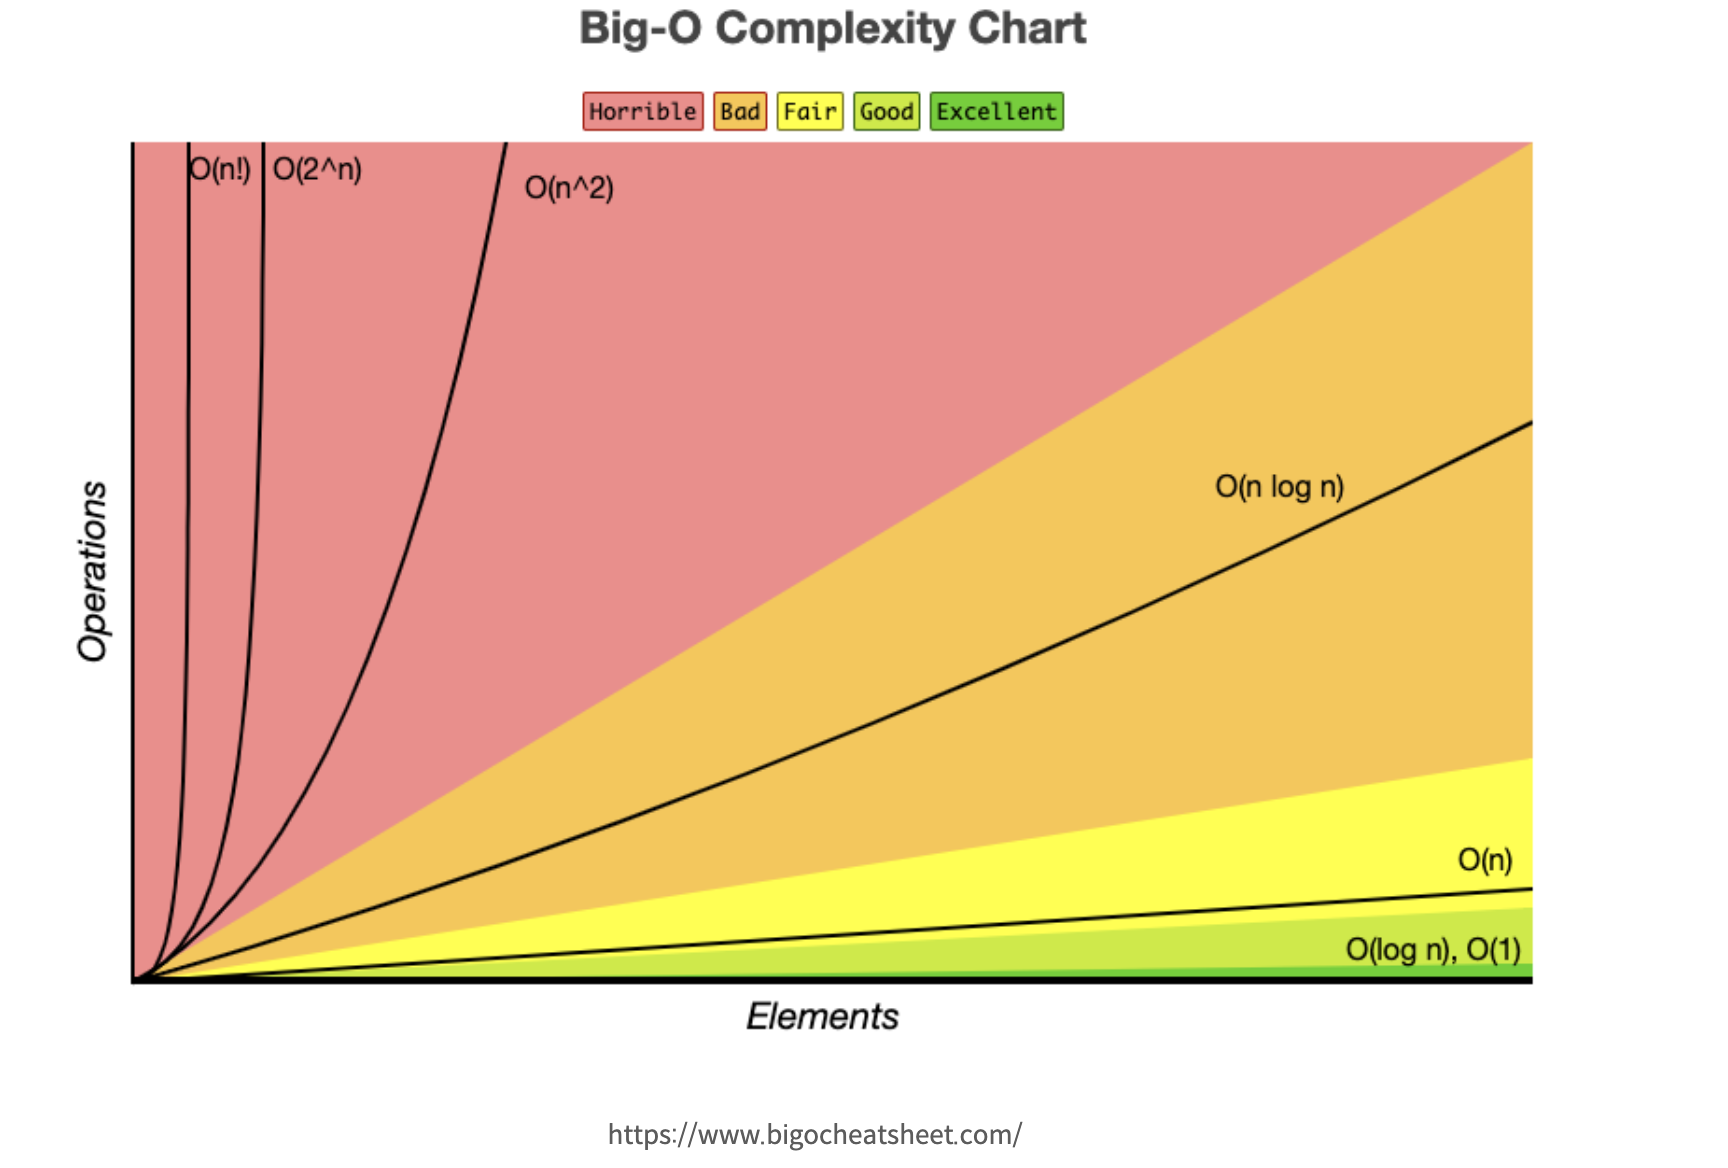 Big-O Complexity Chart
Horrible Bad Fair Good Excellent
O(n!) O(2^n)
O(n^2)
O(n log n)
O(n)
O(log n), O(1)
Operations
Elements
https://www.bigocheatsheet.com/